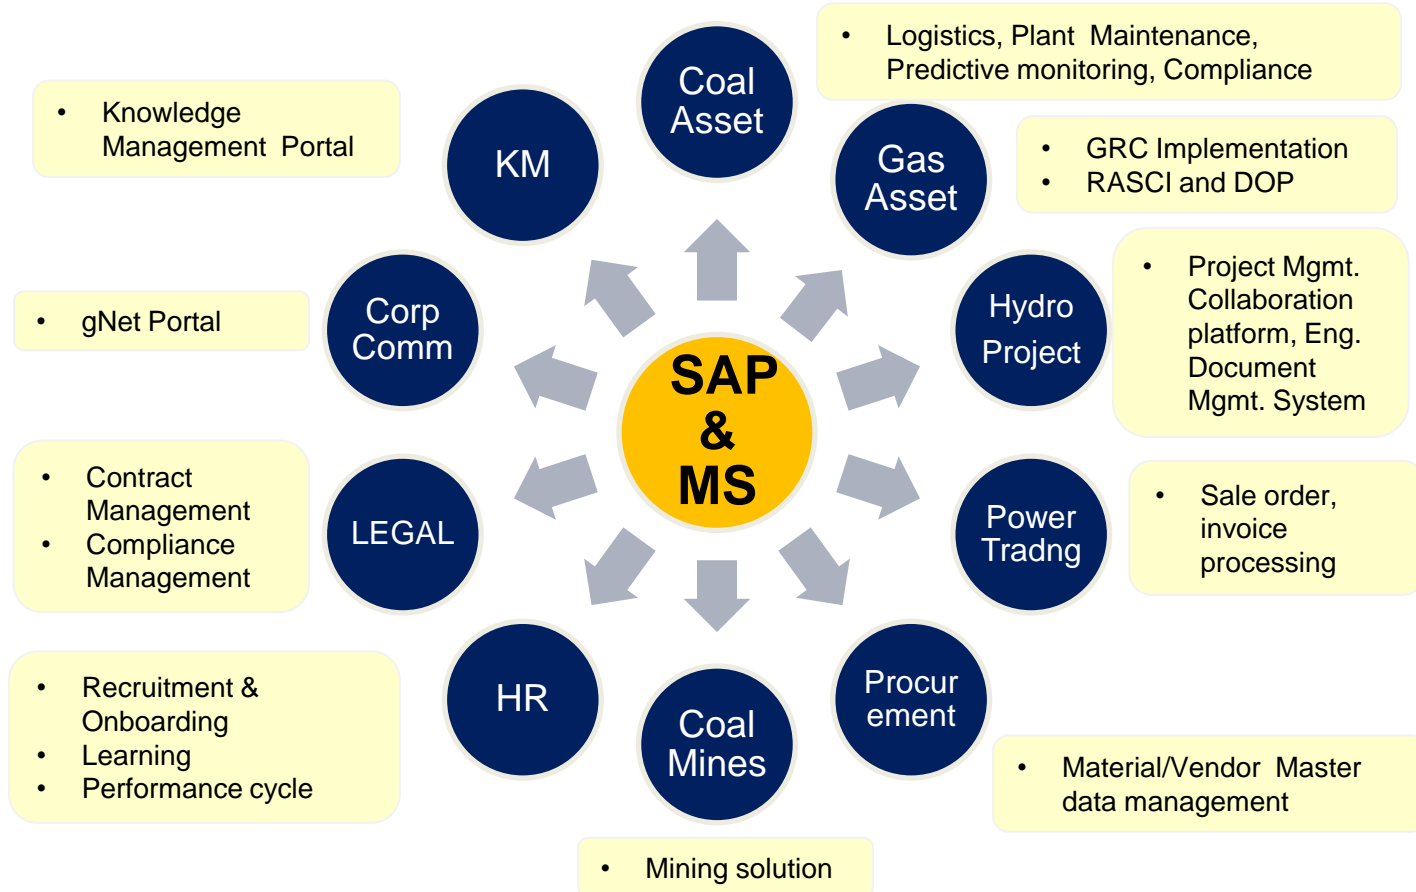 Coal
Asset
• Logistics, Plant Maintenance,
Predictive monitoring, Compliance
Gas
Asset
• GRC Implementation
• RASCI and DOP
Hydro
Project
• Project Mgmt.
Collaboration
platform, Eng.
Document
Mgmt. System
Power
Tradng
• Sale order,
invoice
processing
Procur
ement
• Material/Vendor Master
data management
Coal
Mines
• Mining solution
HR
• Recruitment &
Onboarding
• Learning
• Performance cycle
LEGAL
• Contract
Management
• Compliance
Management
Corp
Comm
• gNet Portal
KM
• Knowledge
Management Portal
SAP
&
MS